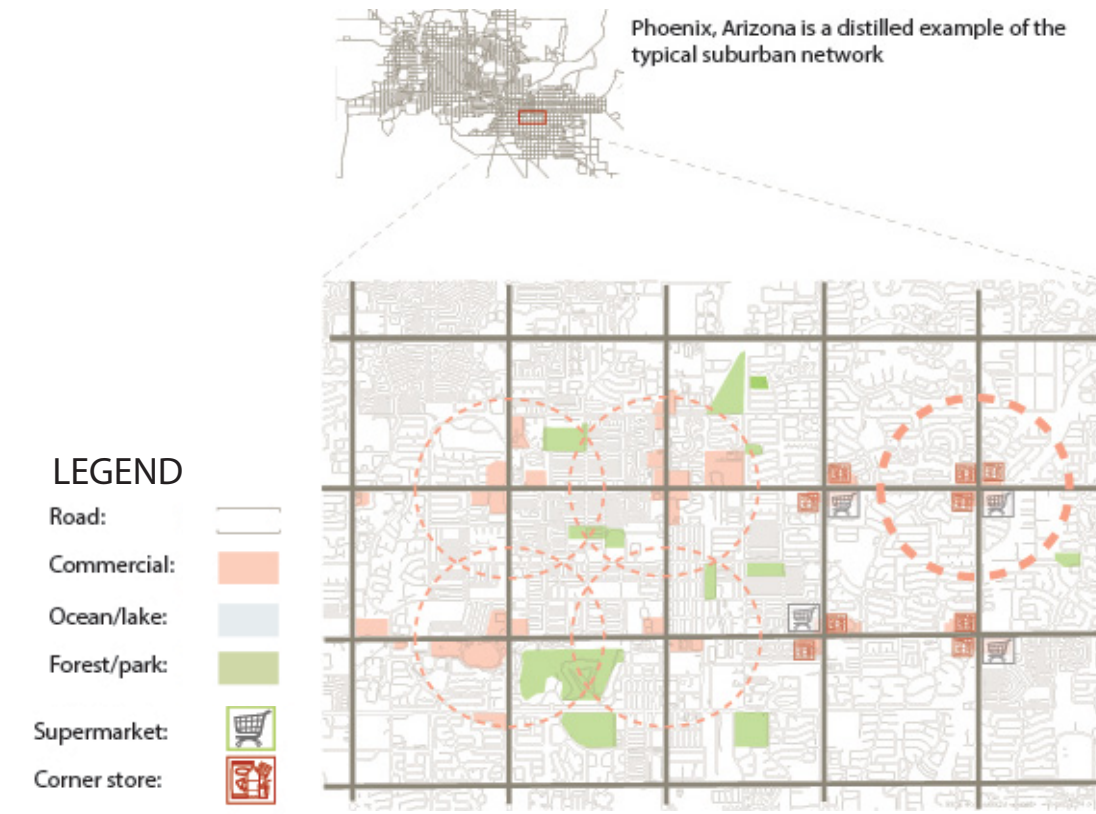 Phoenix, Arizona is a distilled example of the
typical suburban network
LEGEND
Road:
Commercial:
Ocean/lake:
Forest/park:
Supermarket:
Corner store: